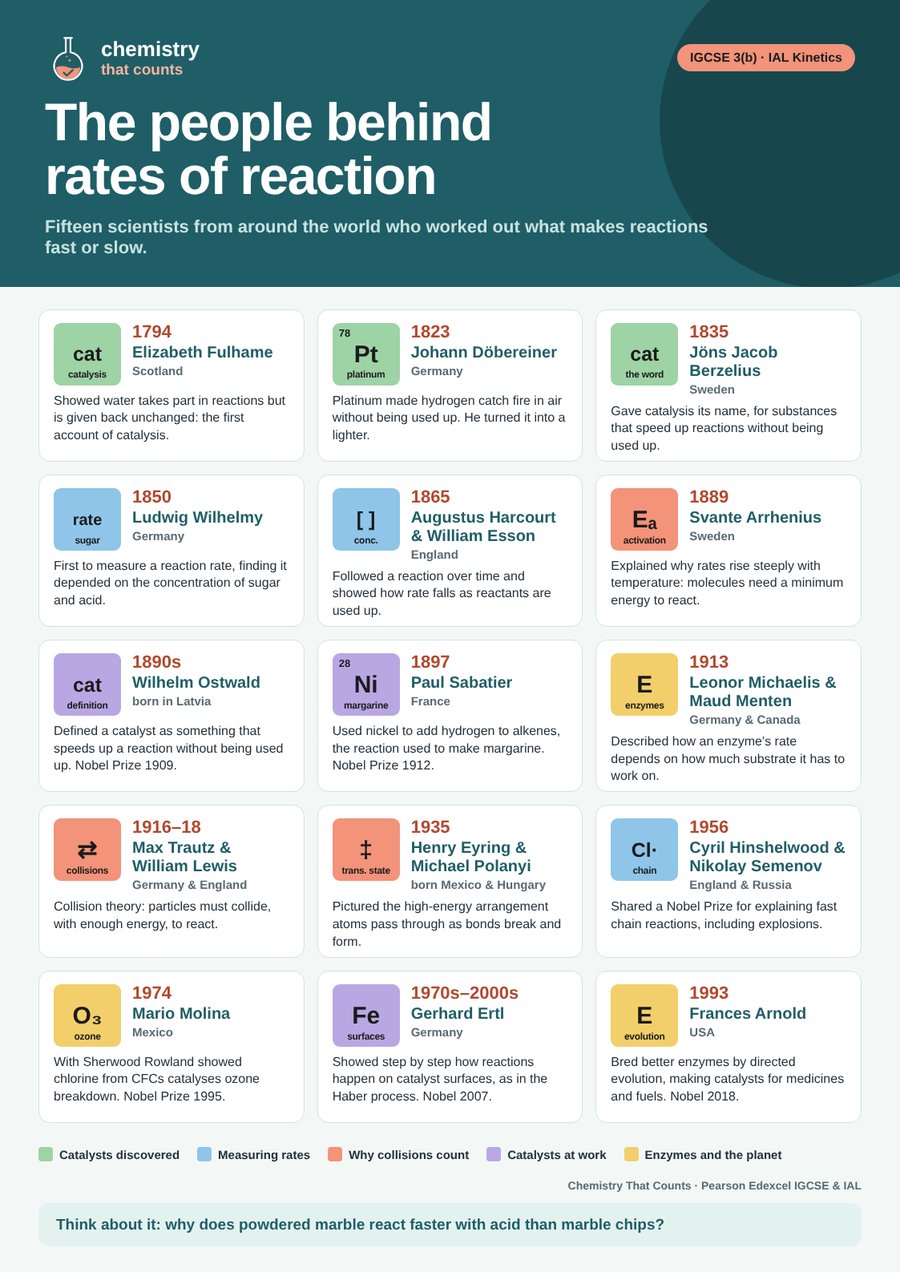 chemistry
that counts
IGCSE 3(b) · IAL Kinetics
The people behind
rates of reaction
Fifteen scientists from around the world who worked out what makes reactions
fast or slow.
cat
catalysis
1794
Elizabeth Fulhame
Scotland
Showed water takes part in reactions but
is given back unchanged: the first
account of catalysis.
78
Pt
platinum
1823
Johann Döbereiner
Germany
Platinum made hydrogen catch fire in air
without being used up. He turned it into a
lighter.
cat
the word
1835
Jöns Jacob
Berzelius
Sweden
Gave catalysis its name, for substances
that speed up reactions without being
used up.
rate
sugar
1850
Ludwig Wilhelmy
Germany
First to measure a reaction rate, finding it
depended on the concentration of sugar
and acid.
[ ]
conc.
1865
Augustus Harcourt
& William Esson
England
Followed a reaction over time and
showed how rate falls as reactants are
used up.
Eₐ
activation
1889
Svante Arrhenius
Sweden
Explained why rates rise steeply with
temperature: molecules need a minimum
energy to react.
cat
definition
1890s
Wilhelm Ostwald
born in Latvia
Defined a catalyst as something that
speeds up a reaction without being used
up. Nobel Prize 1909.
28
Ni
margarine
1897
Paul Sabatier
France
Used nickel to add hydrogen to alkenes,
the reaction used to make margarine.
Nobel Prize 1912.
E
enzymes
1913
Leonor Michaelis &
Maud Menten
Germany & Canada
Described how an enzyme’s rate
depends on how much substrate it has to
work on.
⇄
collisions
1916–18
Max Trautz &
William Lewis
Germany & England
Collision theory: particles must collide,
with enough energy, to react.
‡
trans. state
1935
Henry Eyring &
Michael Polanyi
born Mexico & Hungary
Pictured the high-energy arrangement
atoms pass through as bonds break and
form.
Cl·
chain
1956
Cyril Hinshelwood &
Nikolay Semenov
England & Russia
Shared a Nobel Prize for explaining fast
chain reactions, including explosions.
O₃
ozone
1974
Mario Molina
Mexico
With Sherwood Rowland showed
chlorine from CFCs catalyses ozone
breakdown. Nobel Prize 1995.
Fe
surfaces
1970s–2000s
Gerhard Ertl
Germany
Showed step by step how reactions
happen on catalyst surfaces, as in the
Haber process. Nobel 2007.
E
evolution
1993
Frances Arnold
USA
Bred better enzymes by directed
evolution, making catalysts for medicines
and fuels. Nobel 2018.
Catalysts discovered
Measuring rates
Why collisions count
Catalysts at work
Enzymes and the planet
Chemistry That Counts · Pearson Edexcel IGCSE & IAL
Think about it: why does powdered marble react faster with acid than marble chips?